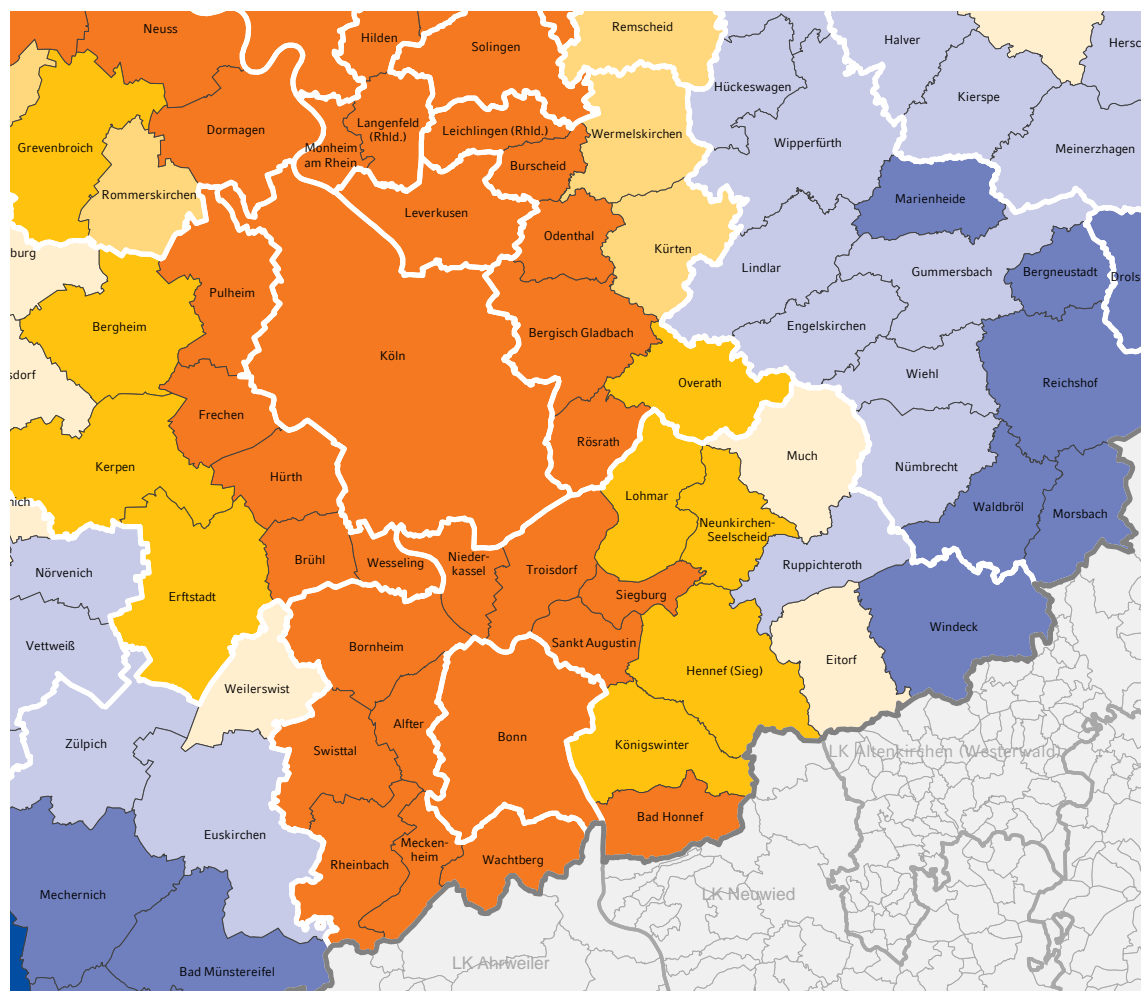 Neuss
Hilden
Solingen
Remscheid
Halver
Hersc
Hückeswagen
Kierspe
Dormagen
Langenfeld
(Rhld.)
Leichlingen (Rhld.)
Wermelskirchen
Wipperfürth
Meinerzhagen
Grevenbroich
Monheim
am Rhein
Burscheid
Rommerskirchen
Leverkusen
Marienheide
Odenthal
Kürten
burg
Pulheim
Lindlar
Gummersbach
Bergneustadt
Drols
Bergheim
Bergisch Gladbach
Engelskirchen
Köln
sdorf
Overath
Wiehl
Reichshof
Frechen
Rösrath
Much
Kerpen
Hürth
Nümbrecht
nich
Lohmar
Neunkirchen-
Seelscheid
Waldbröl
Morsbach
Nörvenich
Brühl
Wesseling
Nieder-
kassel
Troisdorf
Ruppichteroth
Erftstadt
Siegburg
Windeck
Vettweiß
Bornheim
Sankt Augustin
Hennef (Sieg)
Eitorf
Weilerswist
Alfter
Bonn
Zülpich
Swisttal
Königswinter
LK Altenkirchen (Westerwald)
Euskirchen
Bad Honnef
Rheinbach
Mecken-
heim
Wachtberg
Mechernich
LK Neuwied
Bad Münstereifel
LK Ahrweiler